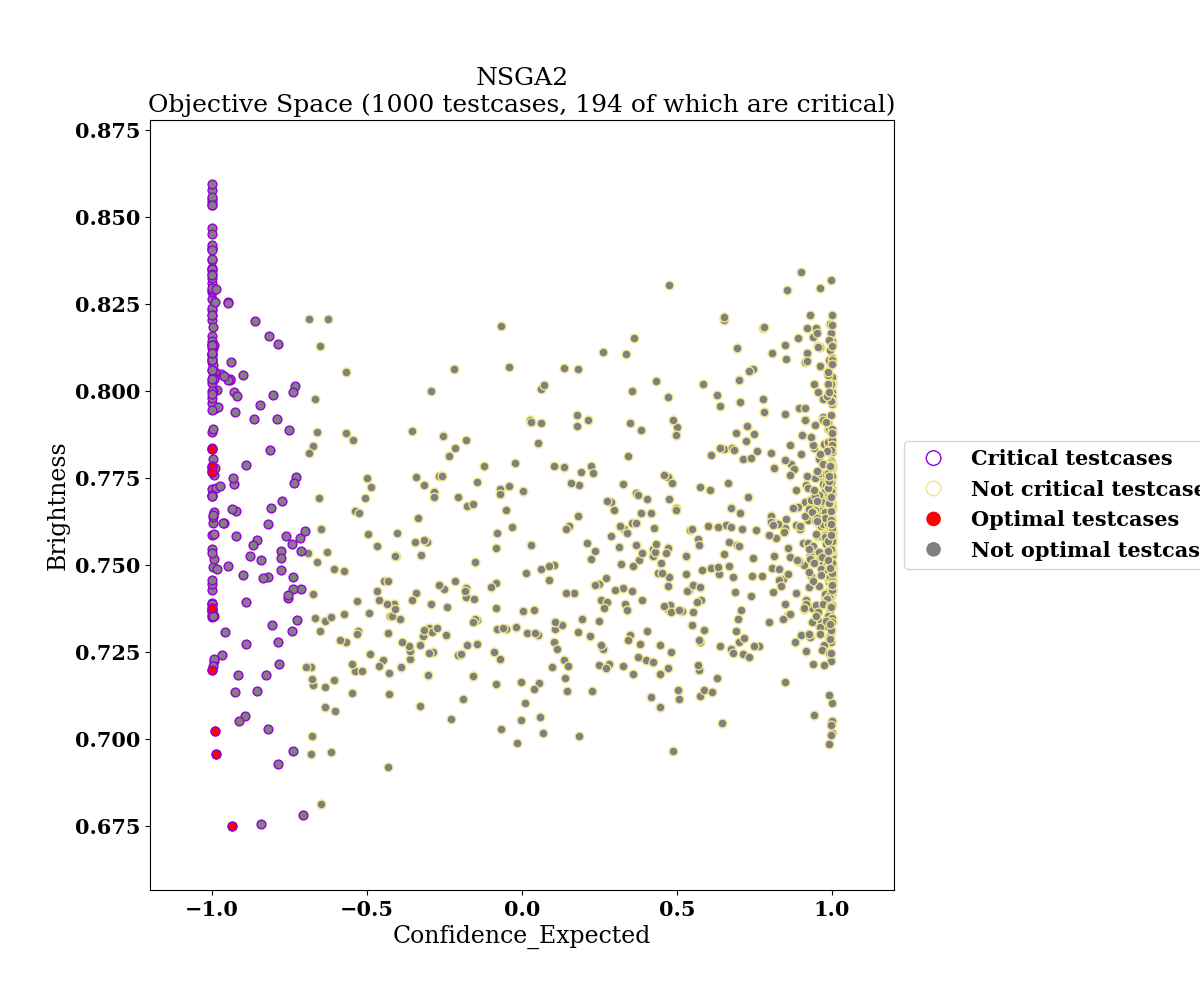 NSGA2
Objective Space (1000 testcases, 194 of which are critical)
0.875
0.850
0.825
0.800
0.775
0.750
0.725
0.700
0.675
Brightness
−1.0
−0.5
0.0
0.5
1.0
Confidence_Expected
Critical testcases
Not critical testcase
Optimal testcases
Not optimal testcas